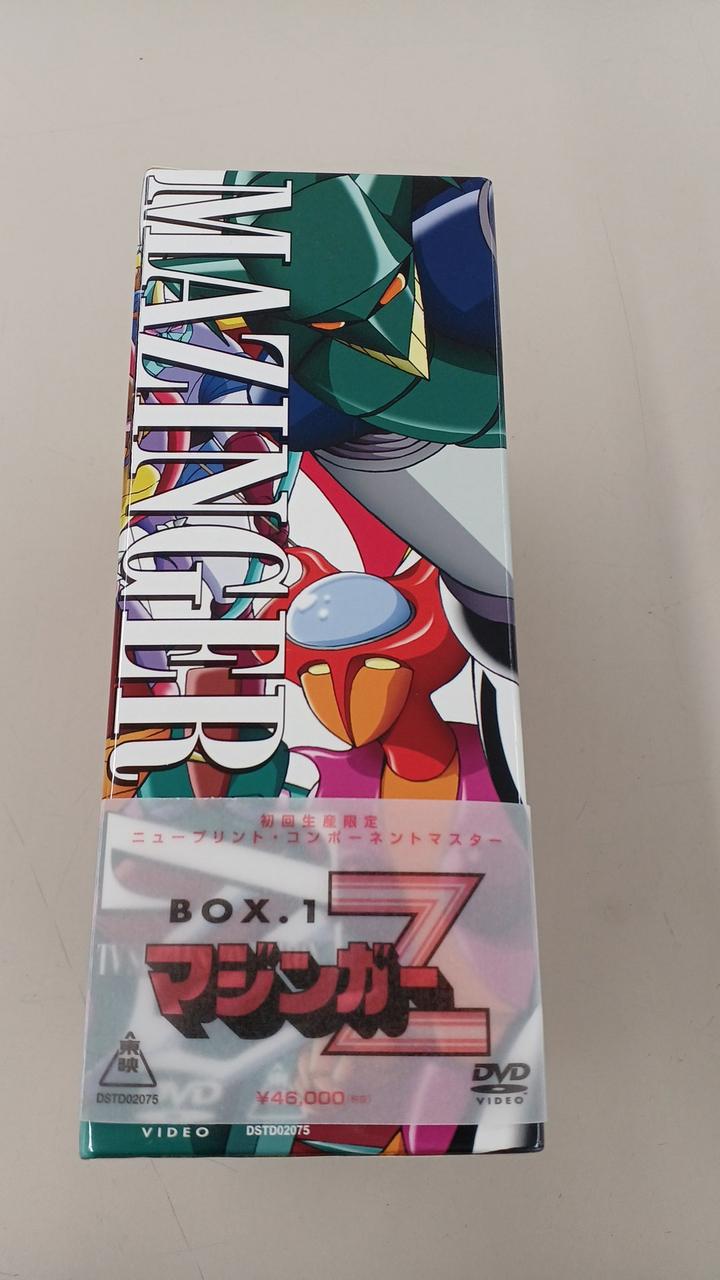 MAZINGER
初回生産限定
ニュープリント・コンポーネントマスター
BOX.1
マジンガーZ
東映
DSTD02075
¥46,000(税抜)
DVD
VIDEO
VIDEO
DSTD02075